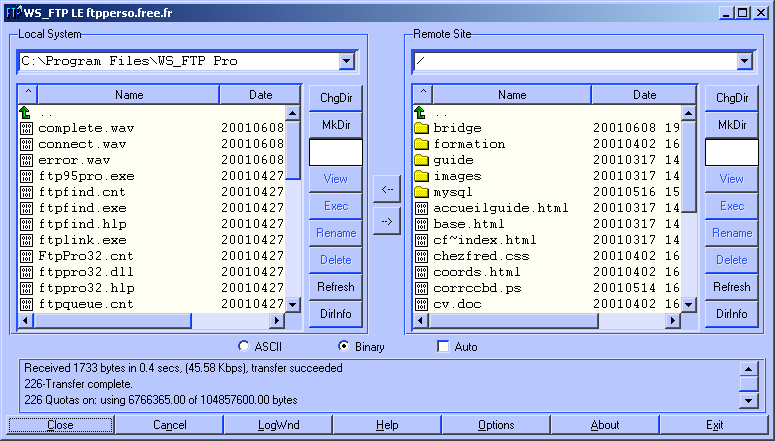 WS_FTP LE ftpperso.free.fr
Local System
C:\Program Files\WS_FTP Pro
^ Name Date
..
complete.wav 20010608
connect.wav 20010608
error.wav 20010608
ftp95pro.exe 20010427
ftpfind.cnt 20010427
ftpfind.exe 20010427
ftpfind.hlp 20010427
ftplink.exe 20010427
FtpPro32.cnt 20010427
ftppro32.dll 20010427
ftppro32.hlp 20010427
ftpqueue.cnt 20010427
ChgDir
MkDir
View
Exec
Rename
Delete
Refresh
DirInfo
<--
-->
Remote Site
/
^ Name Date
..
bridge 20010608 19
formation 20010402 16
guide 20010317 14
images 20010317 14
mysql 20010516 15
accueilguide.html 20010317 14
base.html 20010317 14
cf~index.html 20010317 14
chezfred.css 20010402 16
coords.html 20010402 16
corrccbd.ps 20010514 16
cv.doc 20010402 16
ChgDir
MkDir
View
Exec
Rename
Delete
Refresh
DirInfo
ASCII Binary Auto
Received 1733 bytes in 0.4 secs, (45.58 Kbps), transfer succeeded
226-Transfer complete.
226 Quotas on: using 6766365.00 of 104857600.00 bytes
Close Cancel LogWnd Help Options About Exit